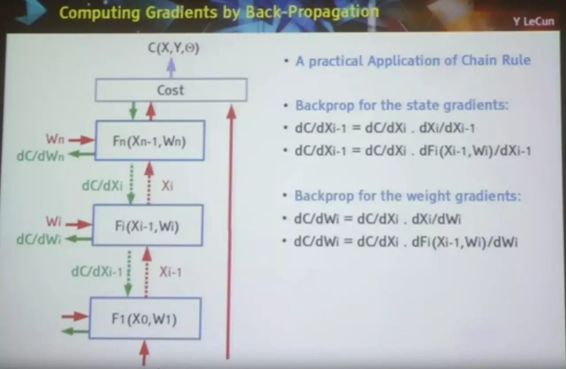 Computing Gradients by Back-Propagation
Y LeCun
C(X,Y,Θ)
Cost
Wn
Fn(Xn-1,Wn)
dC/dWn
dC/dXi
Xi
Wi
Fi(Xi-1,Wi)
dC/dWi
dC/dXi-1
Xi-1
F1(X0,W1)
• A practical Application of Chain Rule
• Backprop for the state gradients:
• dC/dXi-1 = dC/dXi . dXi/dXi-1
• dC/dXi-1 = dC/dXi . dFi(Xi-1,Wi)/dXi-1
• Backprop for the weight gradients:
• dC/dWi = dC/dXi . dXi/dWi
• dC/dWi = dC/dXi . dFi(Xi-1,Wi)/dWi